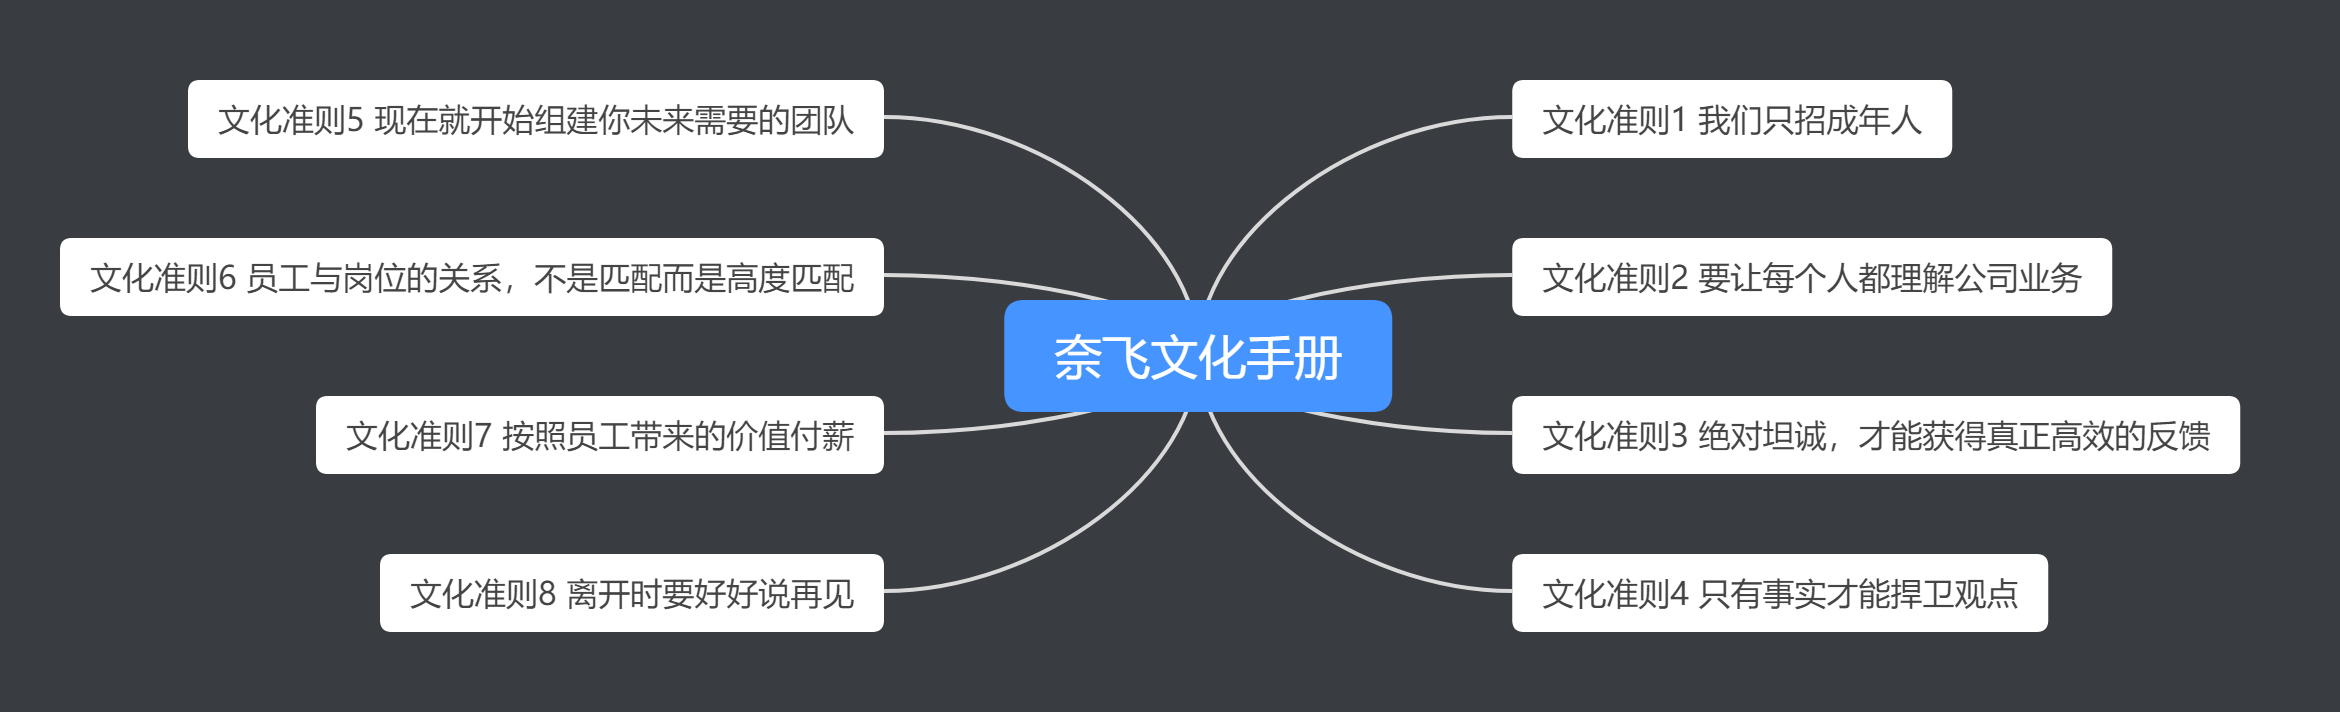 奈飞文化手册
文化准则1 我们只招成年人
文化准则2 要让每个人都理解公司业务
文化准则3 绝对坦诚，才能获得真正高效的反馈
文化准则4 只有事实才能捍卫观点
文化准则5 现在就开始组建你未来需要的团队
文化准则6 员工与岗位的关系，不是匹配而是高度匹配
文化准则7 按照员工带来的价值付薪
文化准则8 离开时要好好说再见